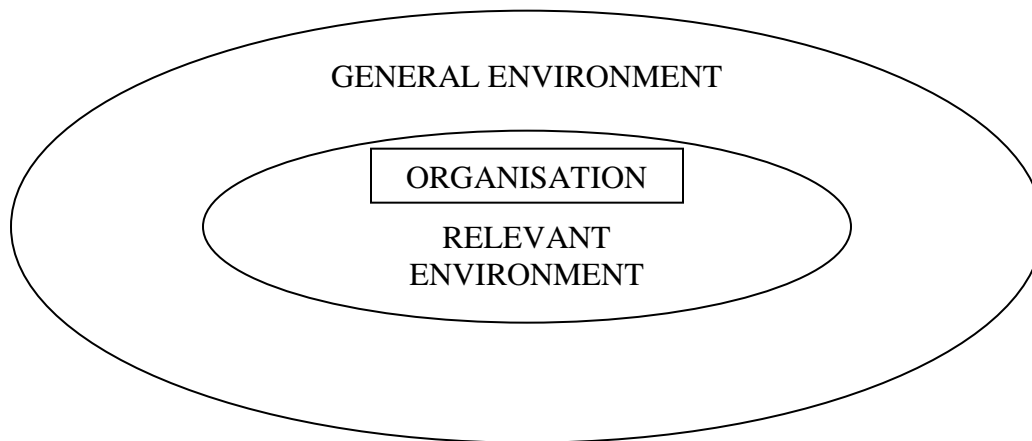 GENERAL ENVIRONMENT
ORGANISATION
RELEVANT
ENVIRONMENT